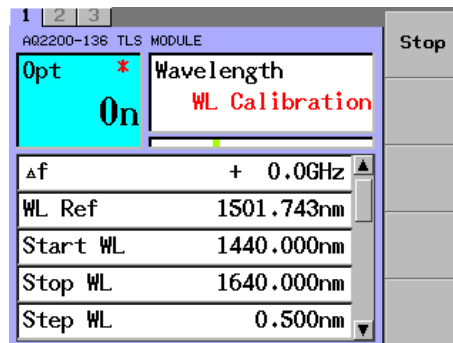 1 2 3
AQ2200-136 TLS MODULE
Stop
Opt *
On
Wavelength
WL Calibration
△f + 0.0GHz
WL Ref 1501.743nm
Start WL 1440.000nm
Stop WL 1640.000nm
Step WL 0.500nm